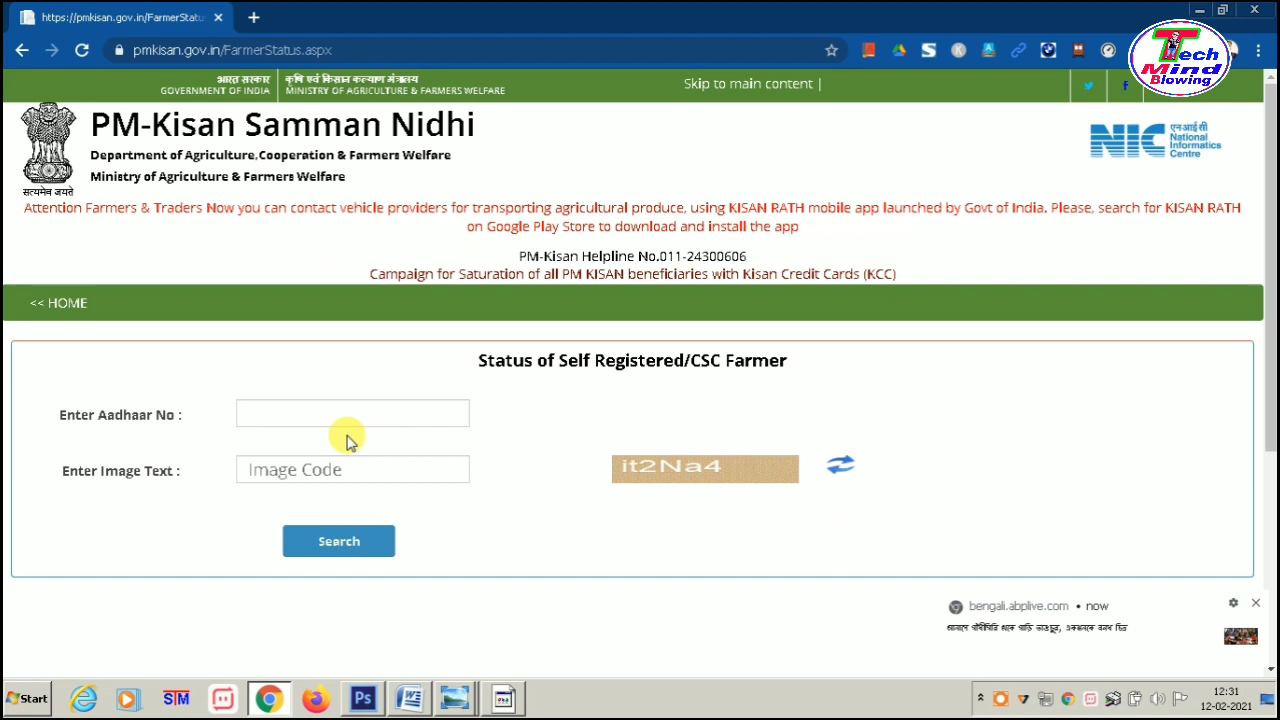 https://pmkisan.gov.in/FarmerStatu
pmkisan.gov.in/FarmerStatus.aspx
Tech
Mind
Blowing
भारत सरकार
GOVERNMENT OF INDIA
कृषि एवं किसान कल्याण मंत्रालय
MINISTRY OF AGRICULTURE & FARMERS WELFARE
Skip to main content |
PM-Kisan Samman Nidhi
Department of Agriculture,Cooperation & Farmers Welfare
Ministry of Agriculture & Farmers Welfare
सत्यमेव जयते
NIC
एन आई सी
National
Informatics
Centre
Attention Farmers & Traders Now you can contact vehicle providers for transporting agricultural produce, using KISAN RATH mobile app launched by Govt of India. Please, search for KISAN RATH
on Google Play Store to download and install the app
PM-Kisan Helpline No.011-24300606
Campaign for Saturation of all PM KISAN beneficiaries with Kisan Credit Cards (KCC)
<< HOME
Status of Self Registered/CSC Farmer
Enter Aadhaar No :
Enter Image Text :
Image Code
it2Na4
Search
bengali.abplive.com • now
Start
STM
Ps
12:31
12-02-2021